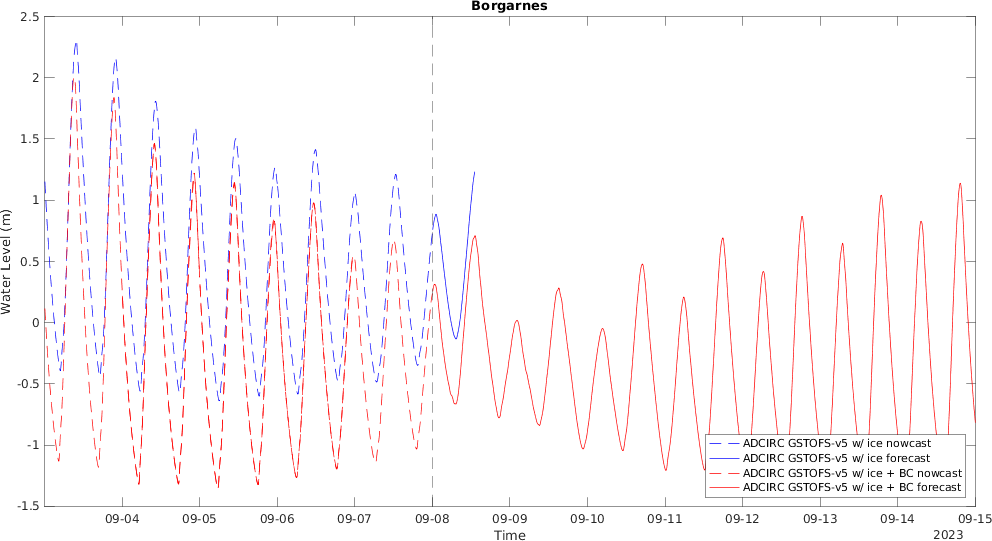 Borgarnes
2.5
2
1.5
1
0.5
0
-0.5
-1
-1.5
Water Level (m)
ADCIRC GSTOFS-v5 w/ ice nowcast
ADCIRC GSTOFS-v5 w/ ice forecast
ADCIRC GSTOFS-v5 w/ ice + BC nowcast
ADCIRC GSTOFS-v5 w/ ice + BC forecast
09-04 09-05 09-06 09-07 09-08 09-09 09-10 09-11 09-12 09-13 09-14 09-15
Time
2023